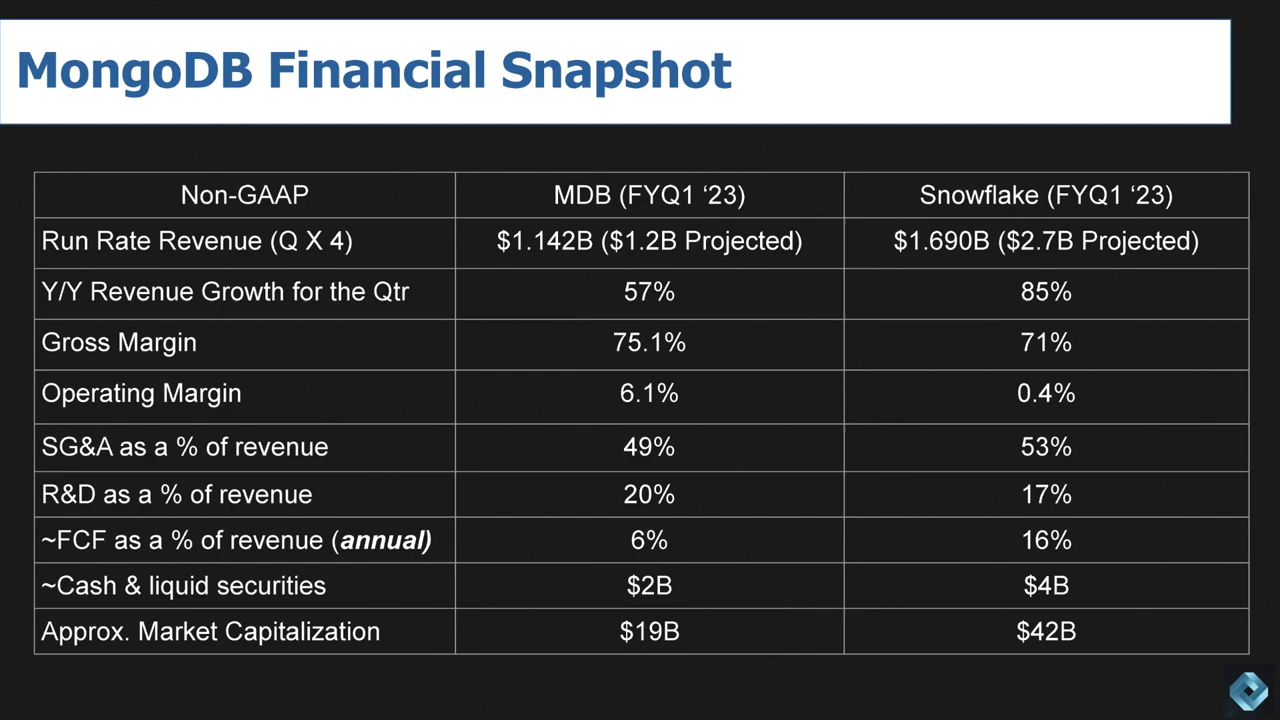 MongoDB Financial Snapshot
Non-GAAP MDB (FYQ1 ‘23) Snowflake (FYQ1 ‘23)
Run Rate Revenue (Q X 4) $1.142B ($1.2B Projected) $1.690B ($2.7B Projected)
Y/Y Revenue Growth for the Qtr 57% 85%
Gross Margin 75.1% 71%
Operating Margin 6.1% 0.4%
SG&A as a % of revenue 49% 53%
R&D as a % of revenue 20% 17%
~FCF as a % of revenue (annual) 6% 16%
~Cash & liquid securities $2B $4B
Approx. Market Capitalization $19B $42B